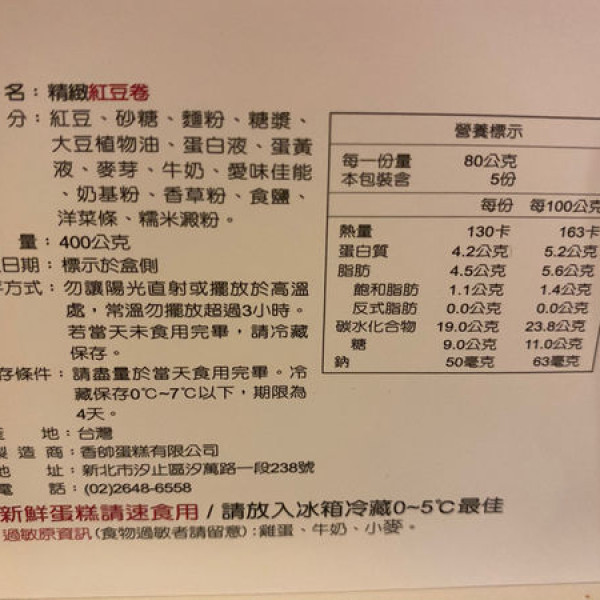 名：精緻紅豆卷
分：紅豆、砂糖、麵粉、糖漿、
大豆植物油、蛋白液、蛋黃
液、麥芽、牛奶、愛味佳能
、奶基粉、香草粉、食鹽、
洋菜條、糯米澱粉。
量：400公克
日期：標示於盒側
方式：勿讓陽光直射或擺放於高溫
處，常溫勿擺放超過3小時。
若當天未食用完畢，請冷藏
保存。
存條件：請盡量於當天食用完畢。冷
藏保存0℃~7℃以下，期限為
4天。
產 地：台灣
製造商：香帥蛋糕有限公司
地 址：新北市汐止區汐萬路一段238號
電 話：(02)2648-6558
新鮮蛋糕請速食用 / 請放入冰箱冷藏0~5℃最佳
過敏原資訊(食物過敏者請留意)：雞蛋、牛奶、小麥。
營養標示
每一份量 80公克
本包裝含 5份
每份 每100公克
熱量 130卡 163卡
蛋白質 4.2公克 5.2公克
脂肪 4.5公克 5.6公克
飽和脂肪 1.1公克 1.4公克
反式脂肪 0.0公克 0.0公克
碳水化合物 19.0公克 23.8公克
糖 9.0公克 11.0公克
鈉 50毫克 63毫克